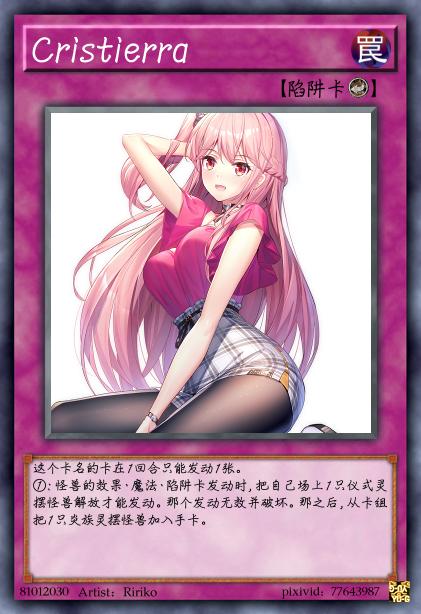 Cristierra
罠
【陷阱卡】
这个卡名的卡在1回合只能发动1张。
①：怪兽的效果·魔法·陷阱卡发动时，把自己场上1只仪式灵
摆怪兽解放才能发动。那个发动无效并破坏。那之后，从卡组
把1只炎族灵摆怪兽加入手卡。
81012030 Artist: Ririko pixivid: 77643987